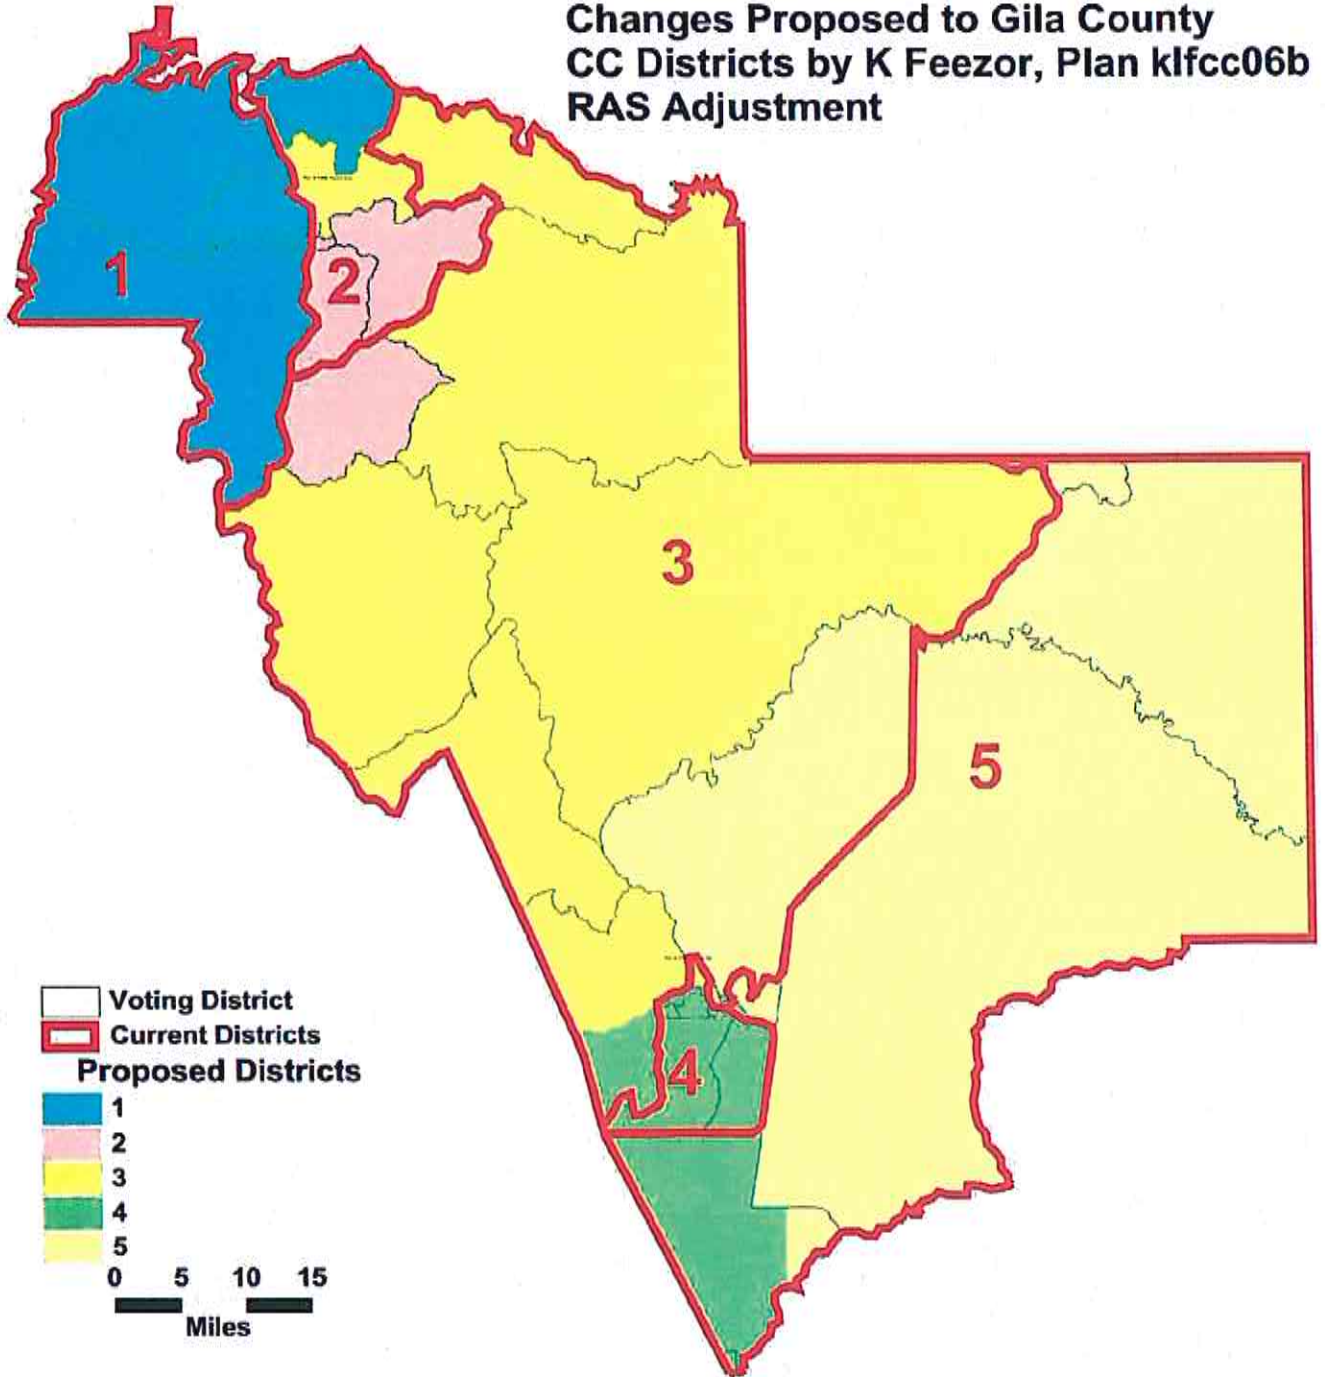 Changes Proposed to Gila County
CC Districts by K Feezor, Plan klfcc06b
RAS Adjustment
1
2
3
5
4
Voting District
Current Districts
Proposed Districts
1
2
3
4
5
0 5 10 15
Miles